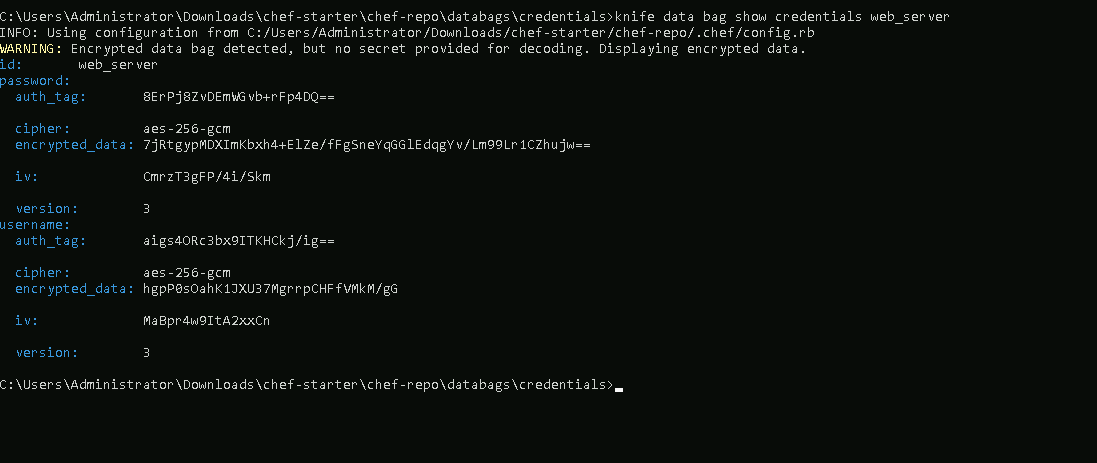 C:\Users\Administrator\Downloads\chef-starter\chef-repo\databags\credentials>knife data bag show credentials web_server
INFO: Using configuration from C:/Users/Administrator/Downloads/chef-starter/chef-repo/.chef/config.rb
WARNING: Encrypted data bag detected, but no secret provided for decoding. Displaying encrypted data.
id: web_server
password:
auth_tag: 8ErPj8ZvDEmWGvb+rFp4DQ==
cipher: aes-256-gcm
encrypted_data: 7jRtgypMDXImKbxh4+ElZe/fFgSneYqGGlEdqgYv/Lm99Lr1CZhujw==
iv: CmrzT3gFP/4i/Skm
version: 3
username:
auth_tag: aigs4ORc3bx9ITKHCkj/ig==
cipher: aes-256-gcm
encrypted_data: hgpP0sOahK1JXU37MgrrpCHFfVMkM/gG
iv: MaBpr4w9ItA2xxCn
version: 3
C:\Users\Administrator\Downloads\chef-starter\chef-repo\databags\credentials>